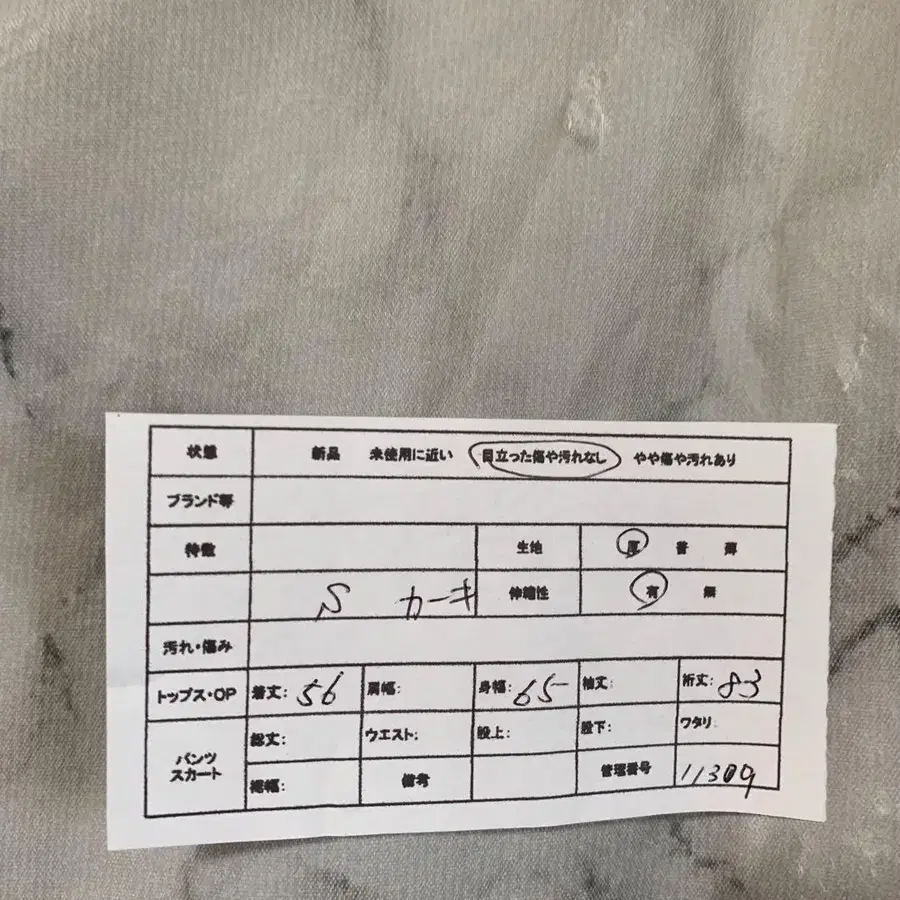 状態 新品 未使用に近い 目立った傷や汚れなし やや傷や汚れあり
ブランド等
特徴 生地 厚 普 薄
S カーキ 伸縮性 有 無
汚れ・傷み
トップス・OP 着丈: 56 肩幅: 身幅: 65 袖丈: 裄丈: 83
パンツ スカート 総丈: ウエスト: 股上: 股下: ワタリ:
裾幅: 備考 管理番号 11309